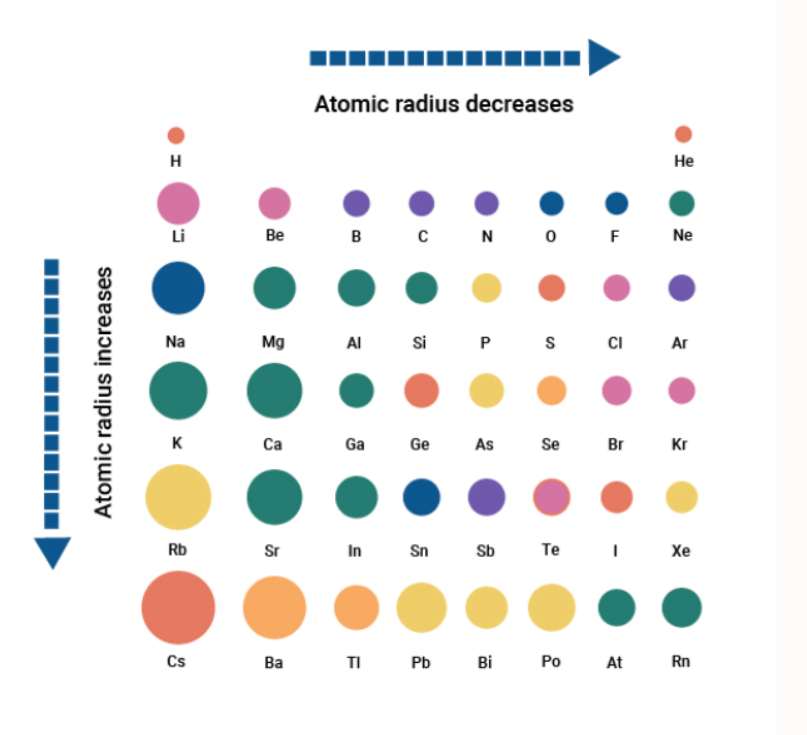 Atomic radius decreases
Atomic radius increases
H He
Li Be B C N O F Ne
Na Mg Al Si P S Cl Ar
K Ca Ga Ge As Se Br Kr
Rb Sr In Sn Sb Te I Xe
Cs Ba Tl Pb Bi Po At Rn